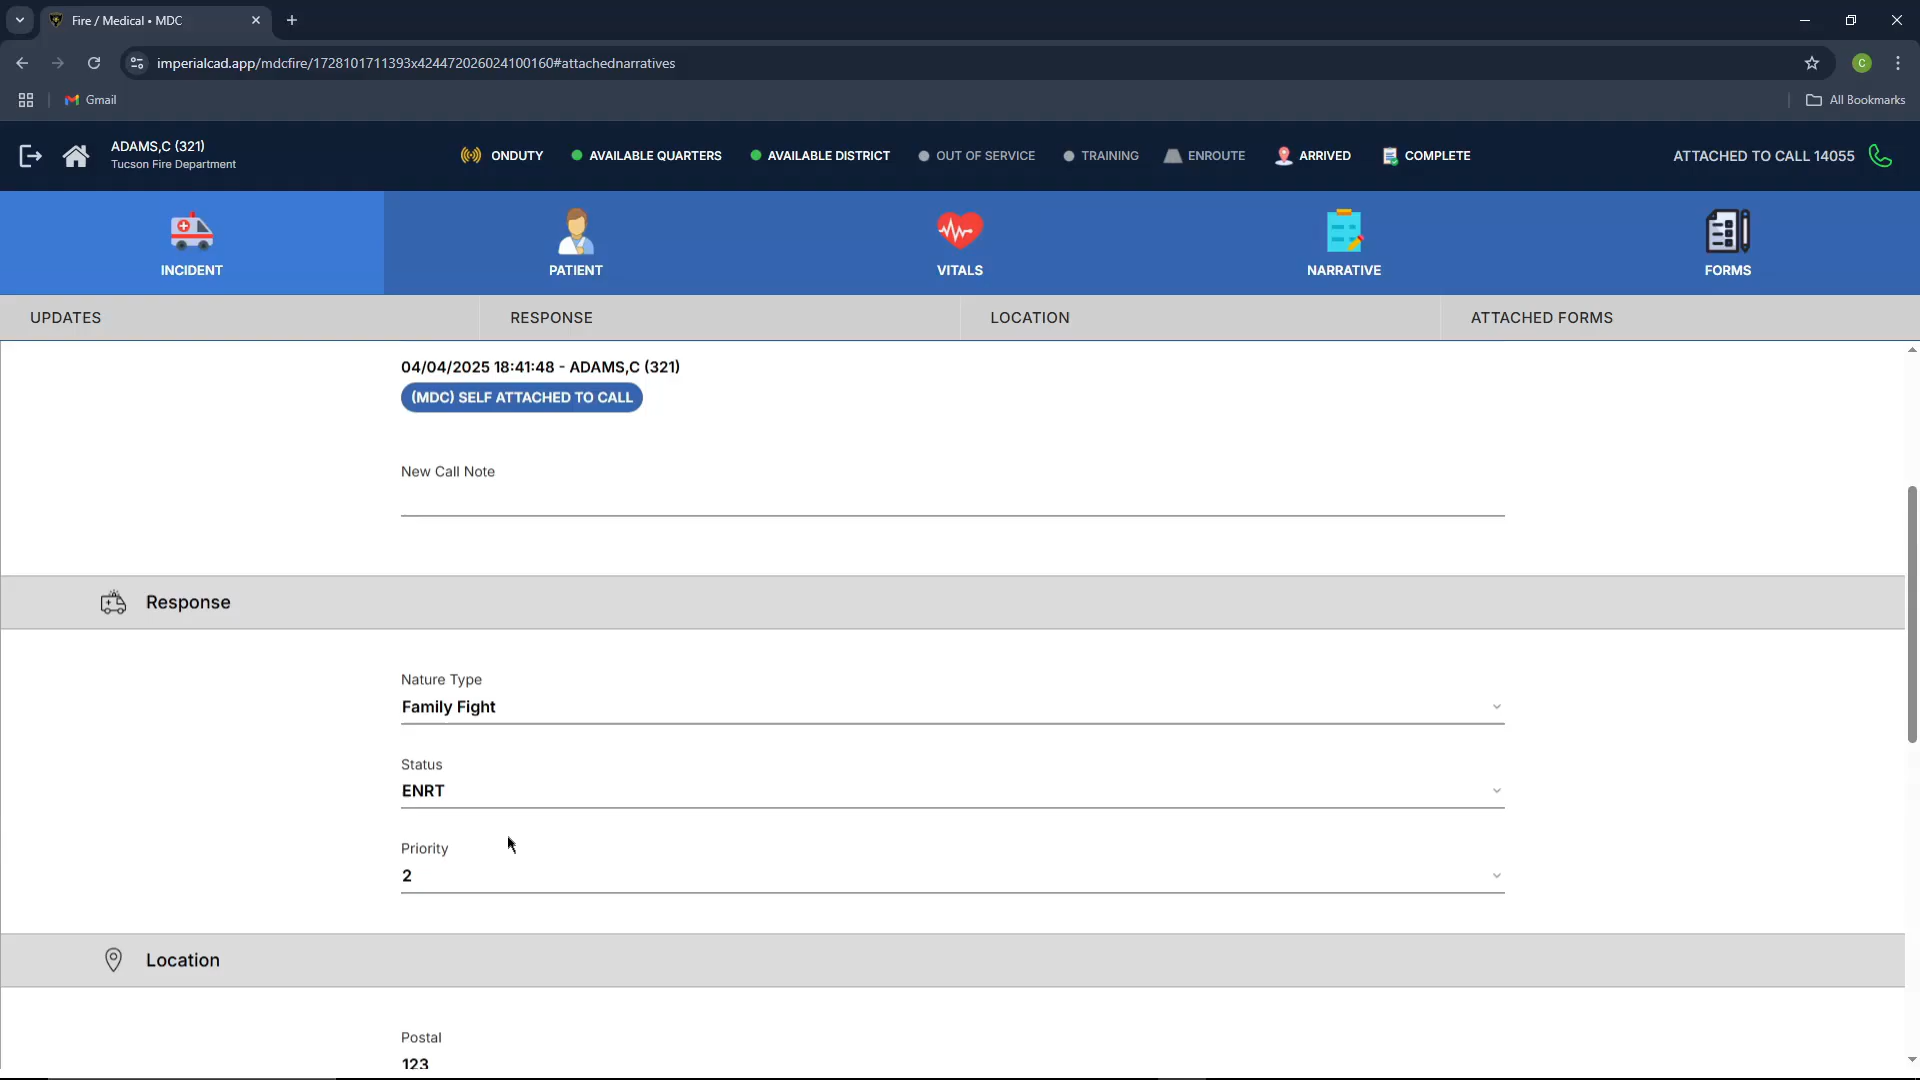 Fire / Medical • MDC
imperialcad.app/mdcfire/1728101711393x424472026024100160#attachednarratives
C
Gmail
All Bookmarks
ADAMS,C (321)
Tucson Fire Department
ONDUTY
AVAILABLE QUARTERS
AVAILABLE DISTRICT
OUT OF SERVICE
TRAINING
ENROUTE
ARRIVED
COMPLETE
ATTACHED TO CALL 14055
INCIDENT
PATIENT
VITALS
NARRATIVE
FORMS
UPDATES
RESPONSE
LOCATION
ATTACHED FORMS
04/04/2025 18:41:48 - ADAMS,C (321)
(MDC) SELF ATTACHED TO CALL
New Call Note
Response
Nature Type
Family Fight
Status
ENRT
Priority
2
Location
Postal
123